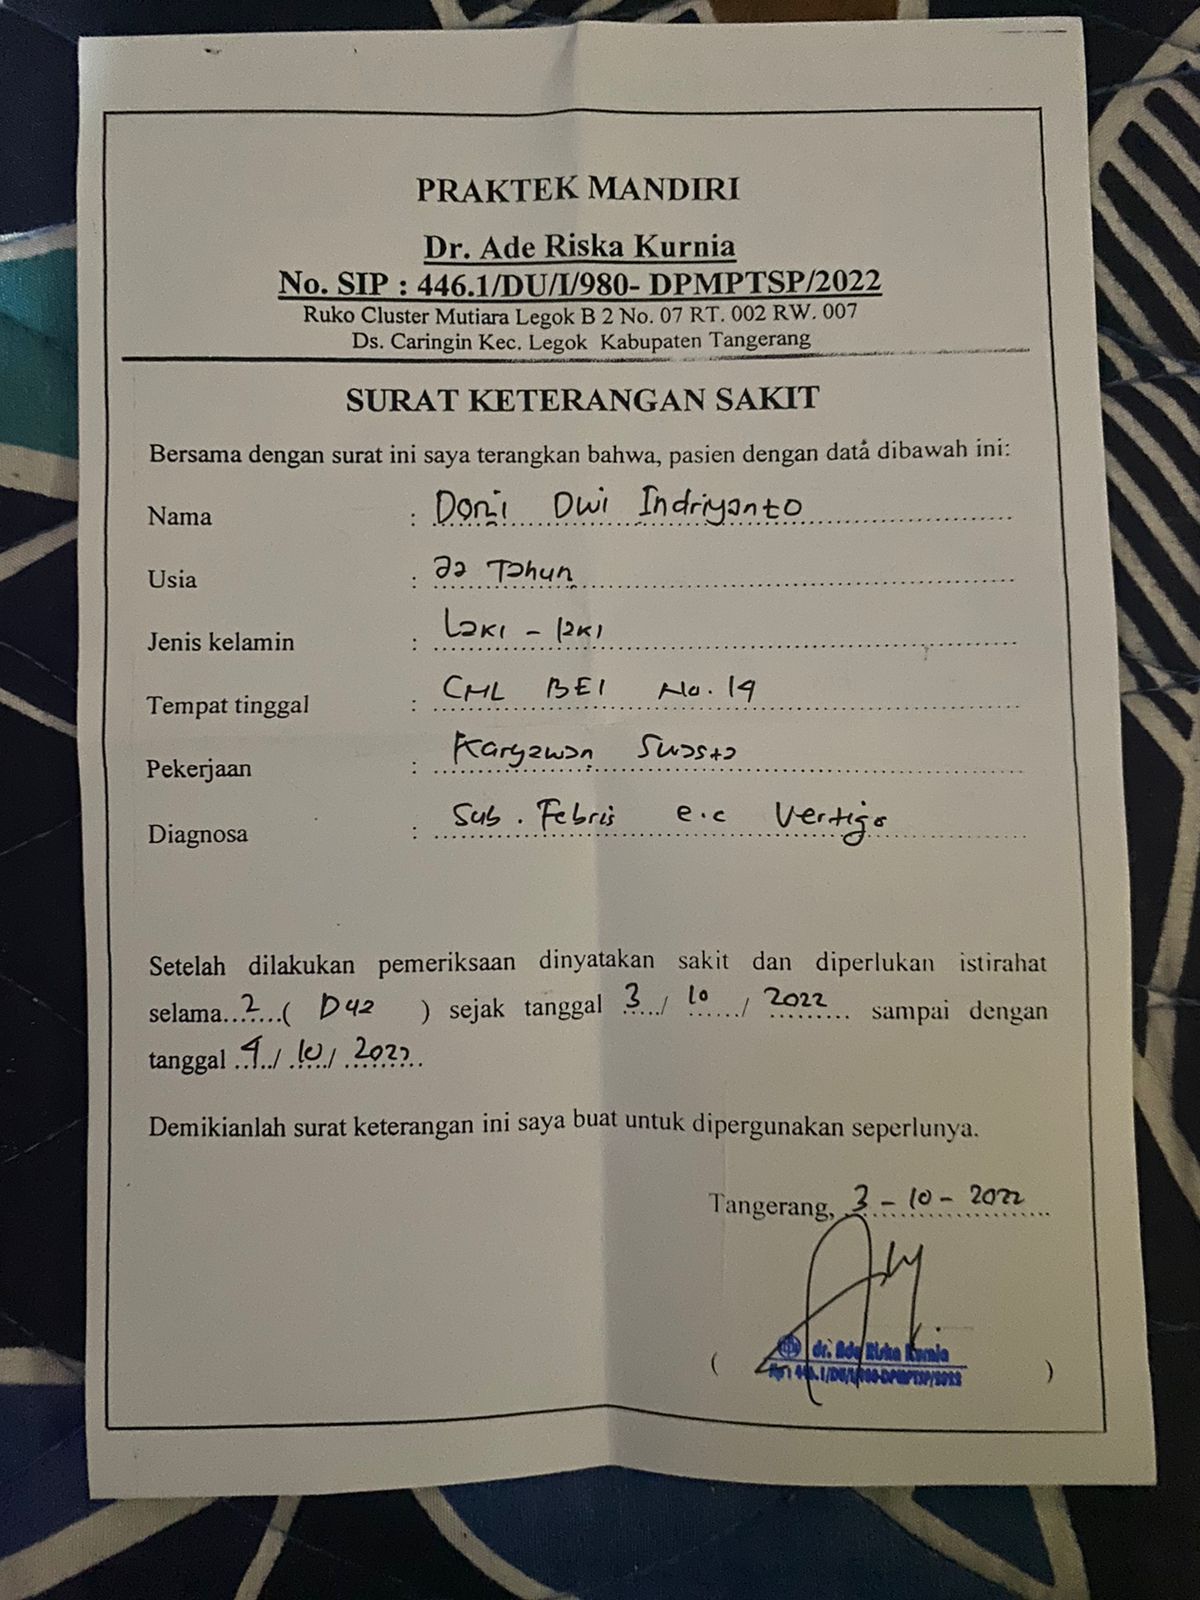 PRAKTEK MANDIRI
Dr. Ade Riska Kurnia
No. SIP : 446.1/DU/I/980- DPMPTSP/2022
Ruko Cluster Mutiara Legok B 2 No. 07 RT. 002 RW. 007
Ds. Caringin Kec. Legok Kabupaten Tangerang
SURAT KETERANGAN SAKIT
Bersama dengan surat ini saya terangkan bahwa, pasien dengan data dibawah ini:
Nama : Doni Dwi Indriyanto
Usia : Tahun
Jenis kelamin : Laki - laki
Tempat tinggal : CML BEI No. 19
Pekerjaan : Karyawan Swasta
Diagnosa : Sub. Febris e.c Vertigo
Setelah dilakukan pemeriksaan dinyatakan sakit dan diperlukan istirahat
selama 2 ( Dua ) sejak tanggal 3 / 10 / 2022 sampai dengan
tanggal 4 / 10 / 2022
Demikianlah surat keterangan ini saya buat untuk dipergunakan seperlunya.
Tangerang, 3 - 10 - 2022
( dr. Ade Riska Kurnia )
446.1/DU/I/980-DPMPTSP/2022